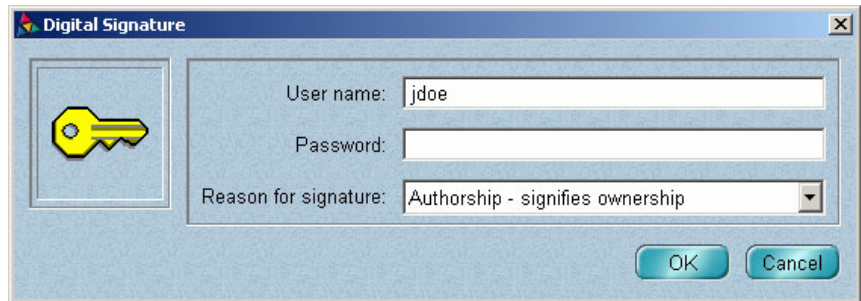 Digital Signature
User name: jdoe
Password:
Reason for signature: Authorship - signifies ownership
OK Cancel